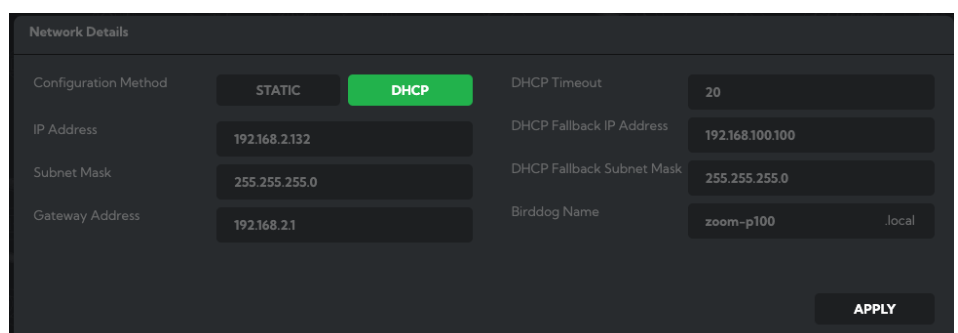 Network Details
Configuration Method
STATIC
DHCP
IP Address
192.168.2.132
Subnet Mask
255.255.255.0
Gateway Address
192.168.2.1
DHCP Timeout
20
DHCP Fallback IP Address
192.168.100.100
DHCP Fallback Subnet Mask
255.255.255.0
Birddog Name
zoom-p100 .local
APPLY